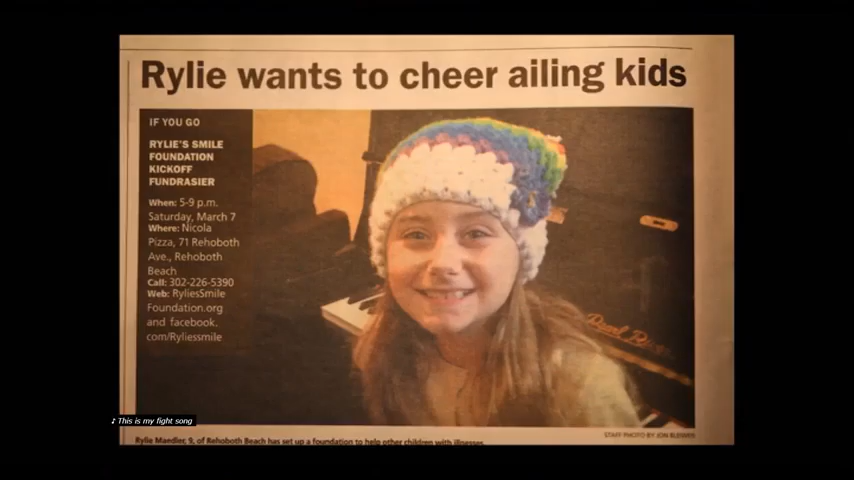 Rylie wants to cheer ailing kids
IF YOU GO
RYLIE'S SMILE
FOUNDATION
KICKOFF
FUNDRASIER
When: 5-9 p.m.
Saturday, March 7
Where: Nicola
Pizza, 71 Rehoboth
Ave., Rehoboth
Beach
Call: 302-226-5390
Web: RyliesSmile
Foundation.org
and facebook.
com/Ryliessmile
Pearl River
♪ This is my fight song
STAFF PHOTO BY JON BLEIWEIS
Rylie Maedler, 9, of Rehoboth Beach has set up a foundation to help other children with illnesses.